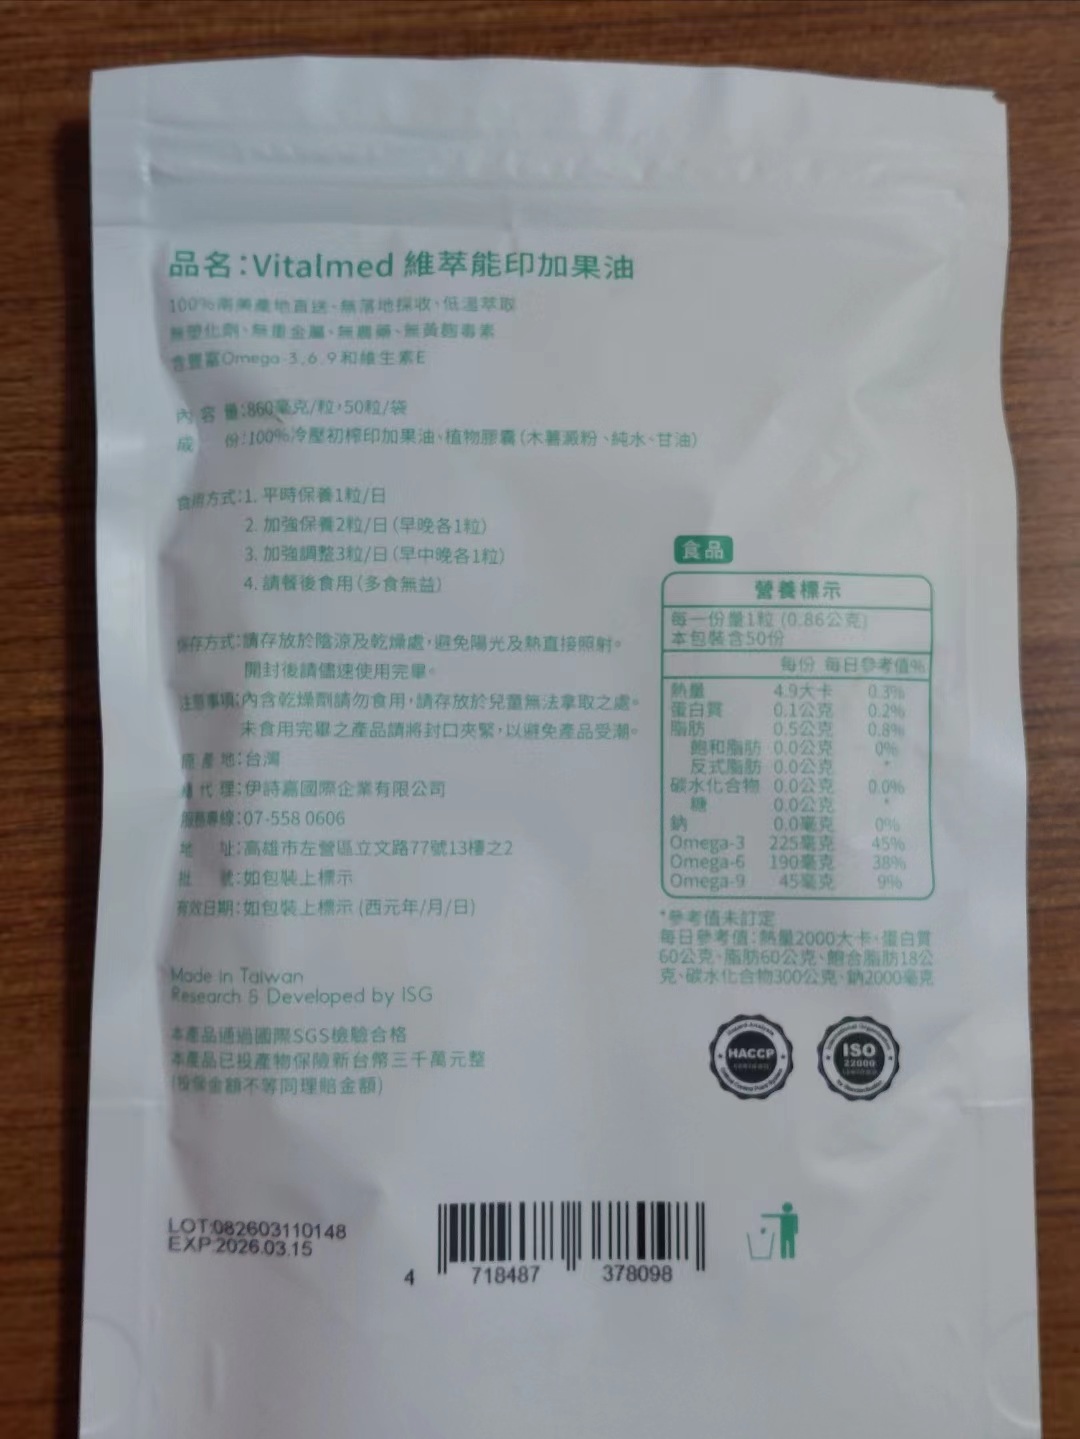 品名:Vitalmed 維萃能印加果油
100%南美產地直送、無落地採收、低溫萃取
無塑化劑、無重金屬、無農藥、無黃麴毒素
含豐富Omega-3,6,9和維生素E
內容量:860毫克/粒,50粒/袋
成　　份:100%冷壓初榨印加果油、植物膠囊(木薯澱粉、純水、甘油)
食用方式:1. 平時保養1粒/日
2. 加強保養2粒/日(早晚各1粒)
3. 加強調整3粒/日(早中晚各1粒)
4. 請餐後食用(多食無益)
保存方式:請存放於陰涼及乾燥處,避免陽光及熱直接照射。
開封後請儘速使用完畢。
注意事項:內含乾燥劑請勿食用,請存放於兒童無法拿取之處。
未食用完畢之產品請將封口夾緊,以避免產品受潮。
原產地:台灣
代理:伊詩嘉國際企業有限公司
服務專線:07-558 0606
地　　址:高雄市左營區立文路77號13樓之2
批　　號:如包裝上標示
有效日期:如包裝上標示 (西元年/月/日)
Made in Taiwan
Research & Developed by ISG
本產品通過國際SGS檢驗合格
本產品已投產物保險新台幣三千萬元整
(投保金額不等同理賠金額)
食品
營養標示
每一份量1粒 (0.86公克)
本包裝含50份
每份 每日參考值%
熱量 4.9大卡 0.3%
蛋白質 0.1公克 0.2%
脂肪 0.5公克 0.8%
飽和脂肪 0.0公克 0%
反式脂肪 0.0公克 *
碳水化合物 0.0公克 0.0%
糖 0.0公克 *
鈉 0.0毫克 0%
Omega-3 225毫克 45%
Omega-6 190毫克 38%
Omega-9 45毫克 9%
*參考值未訂定
每日參考值:熱量2000大卡、蛋白質
60公克、脂肪60公克、飽合脂肪18公
克、碳水化合物300公克、鈉2000毫克
HACCP
CERTIFIED
ISO
22000
CERTIFIED
LOT:082603110148
EXP:2026.03.15
4 718487 378098